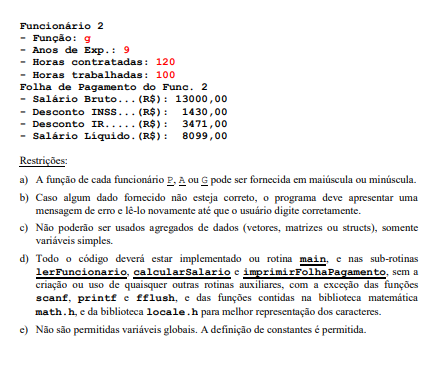 Funcionário 2
- Função: g
- Anos de Exp.: 9
- Horas contratadas: 120
- Horas trabalhadas: 100
Folha de Pagamento do Func. 2
- Salário Bruto...(R$): 13000,00
- Desconto INSS...(R$): 1430,00
- Desconto IR.....(R$): 3471,00
- Salário Líquido.(R$): 8099,00
Restrições:
a) A função de cada funcionário P, A ou G pode ser fornecida em maiúscula ou minúscula.
b) Caso algum dado fornecido não esteja correto, o programa deve apresentar uma
mensagem de erro e lê-lo novamente até que o usuário digite corretamente.
c) Não poderão ser usados agregados de dados (vetores, matrizes ou structs), somente
variáveis simples.
d) Todo o código deverá estar implementado ou rotina main, e nas sub-rotinas
lerFuncionario, calcularSalario e imprimirFolhaPagamento, sem a
criação ou uso de quaisquer outras rotinas auxiliares, com a exceção das funções
scanf, printf e fflush, e das funções contidas na biblioteca matemática
math.h, e da biblioteca locale.h para melhor representação dos caracteres.
e) Não são permitidas variáveis globais. A definição de constantes é permitida.